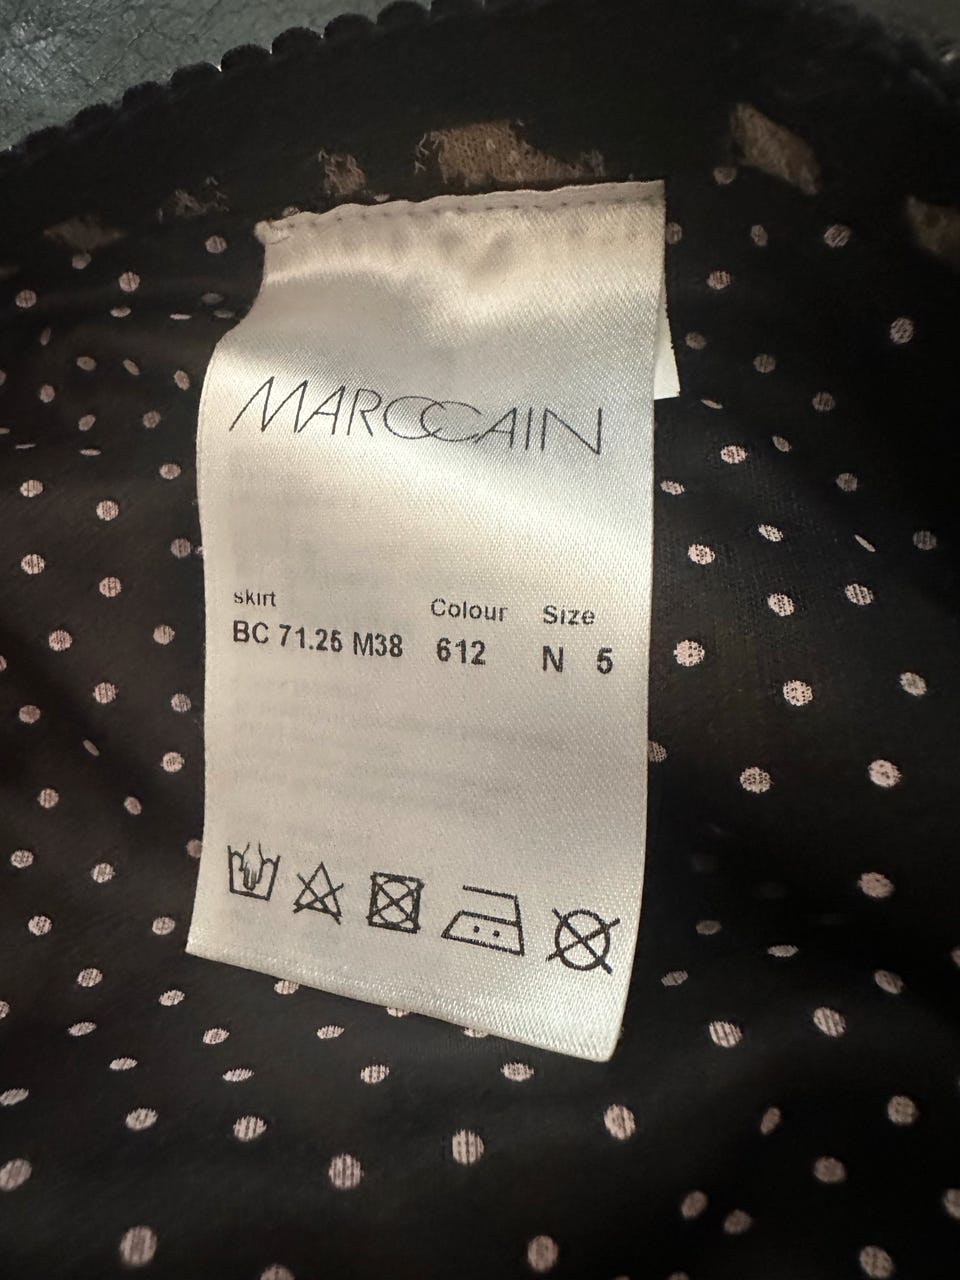 MARCCAIN
skirt Colour Size
BC 71.25 M38 612 N 5